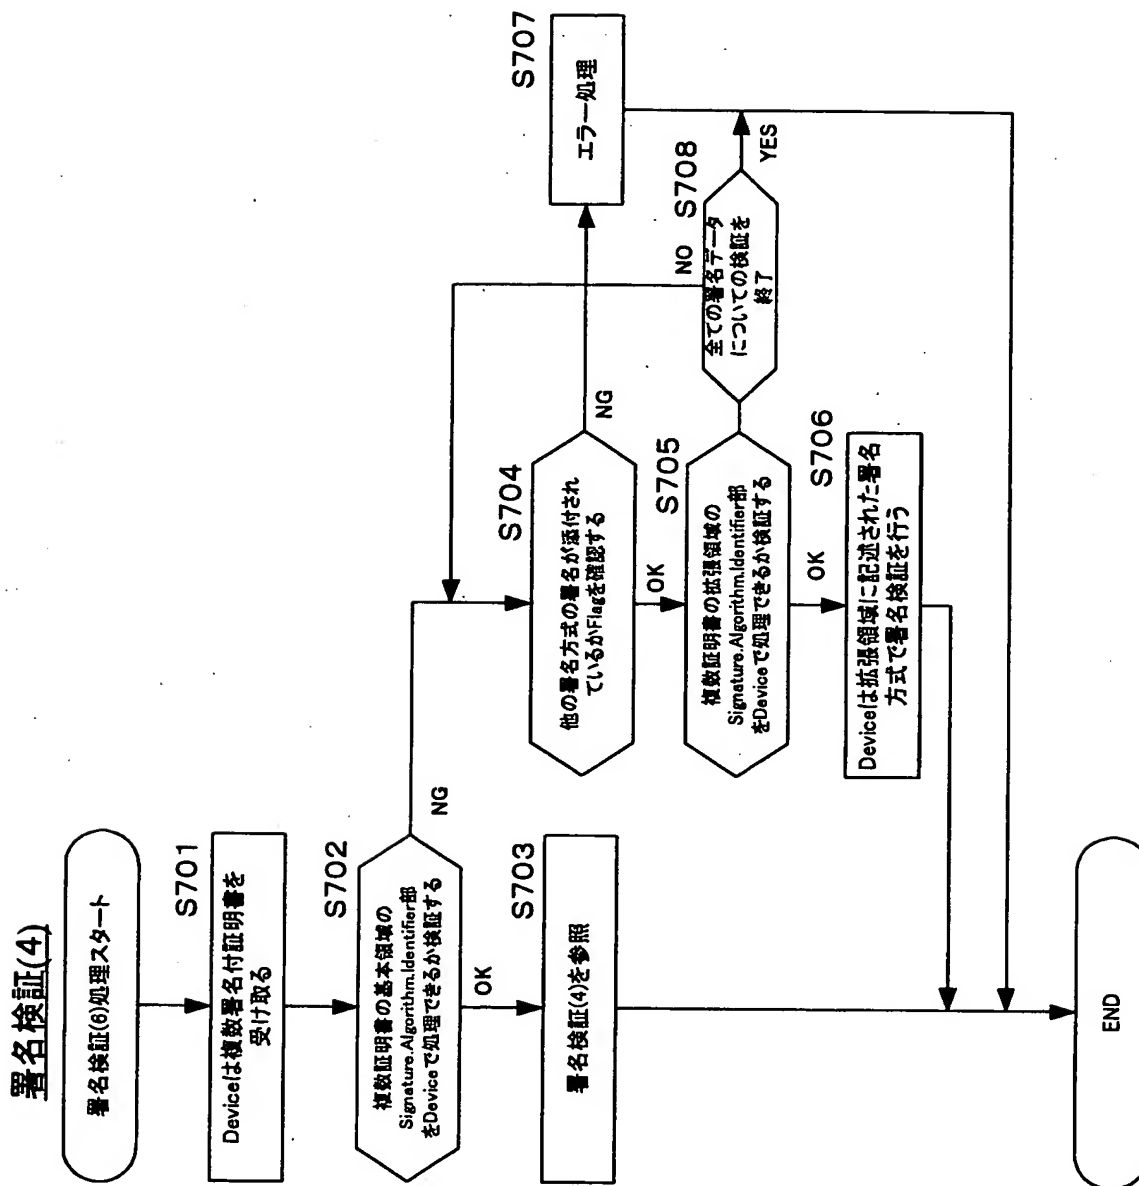 署名検証(4)
署名検証(6)処理スタート
S701
Deviceは複数署名付証明書を
受け取る
S702
複数証明書の基本領域の
Signature.Algorithm.Identifier部
をDeviceで処理できるか検証する
NG
OK
S703
署名検証(4)を参照
S704
他の署名方式の署名が添付され
ているかFlagを確認する
NG
OK
S705
複数証明書の拡張領域の
Signature.Algorithm.Identifier部
をDeviceで処理できるか検証する
OK
S706
Deviceは拡張領域に記述された署名
方式で署名検証を行う
S707
エラー処理
S708
全ての署名データ
についての検証を
終了
NO
YES
END